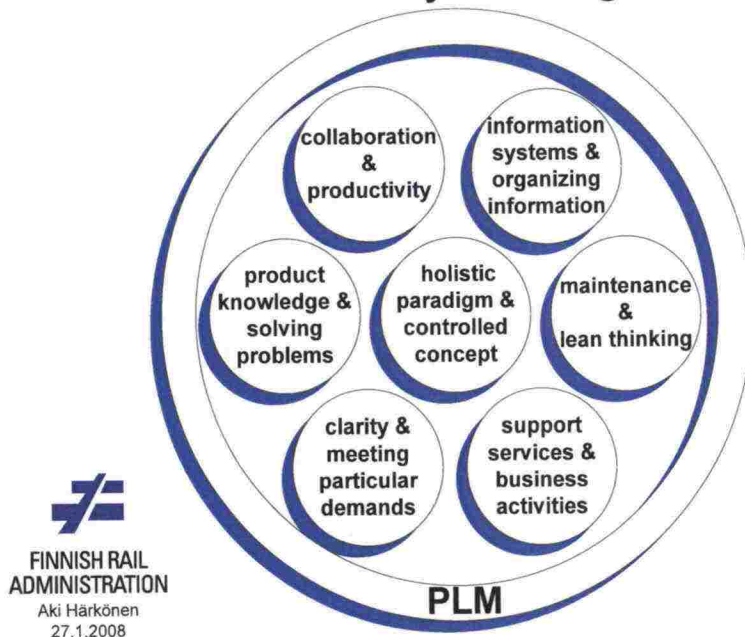 collaboration
&
productivity
information
systems &
organizing
information
product
knowledge &
solving
problems
holistic
paradigm &
controlled
concept
maintenance
&
lean thinking
clarity &
meeting
particular
demands
support
services &
business
activities
PLM
FINNISH RAIL
ADMINISTRATION
Aki Härkönen
27.1.2008